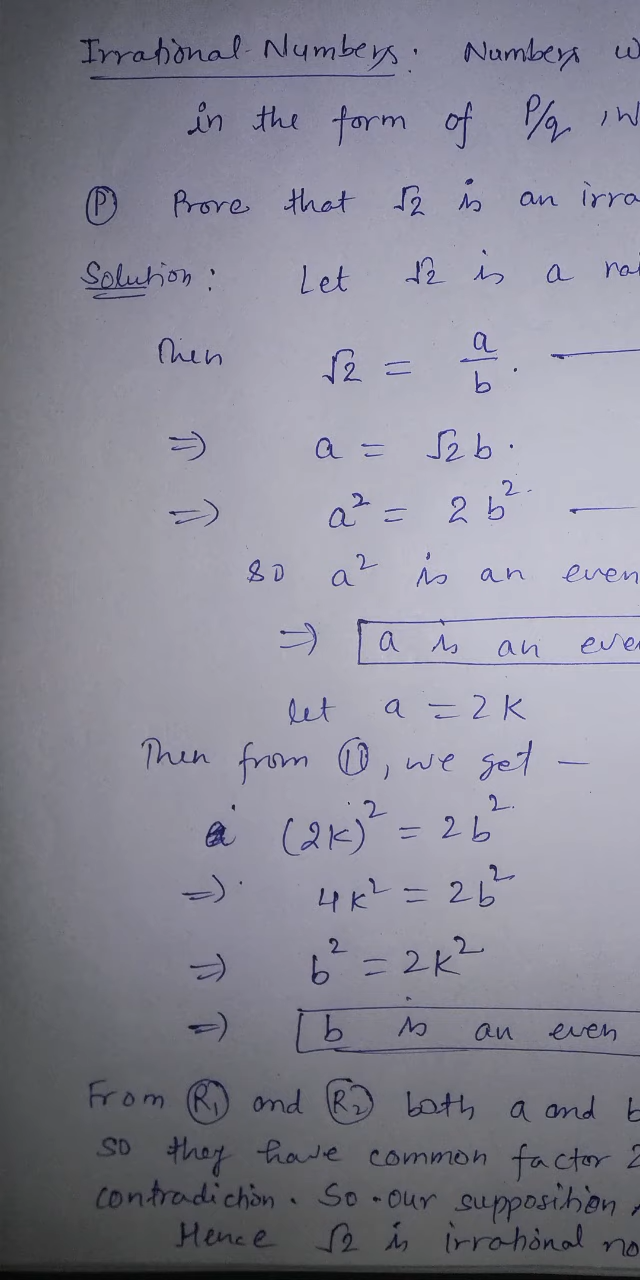 Irrational Numbers: Numbers w
in the form of P/q, w
Ⓟ Prove that √2 is an irra
Solution: Let √2 is a rat
Then √2 = a/b. —
⇒ a = √2 b.
⇒ a² = 2b². —
so a² is an even
⇒ a is an eve
let a = 2K
Then from ⑪, we get —
(2K)² = 2b².
⇒ 4K² = 2b²
⇒ b² = 2K²
⇒ b is an even
From R₁ and R₂ both a and b
so they have common factor 2
contradiction. So our supposition
Hence √2 is irrational no